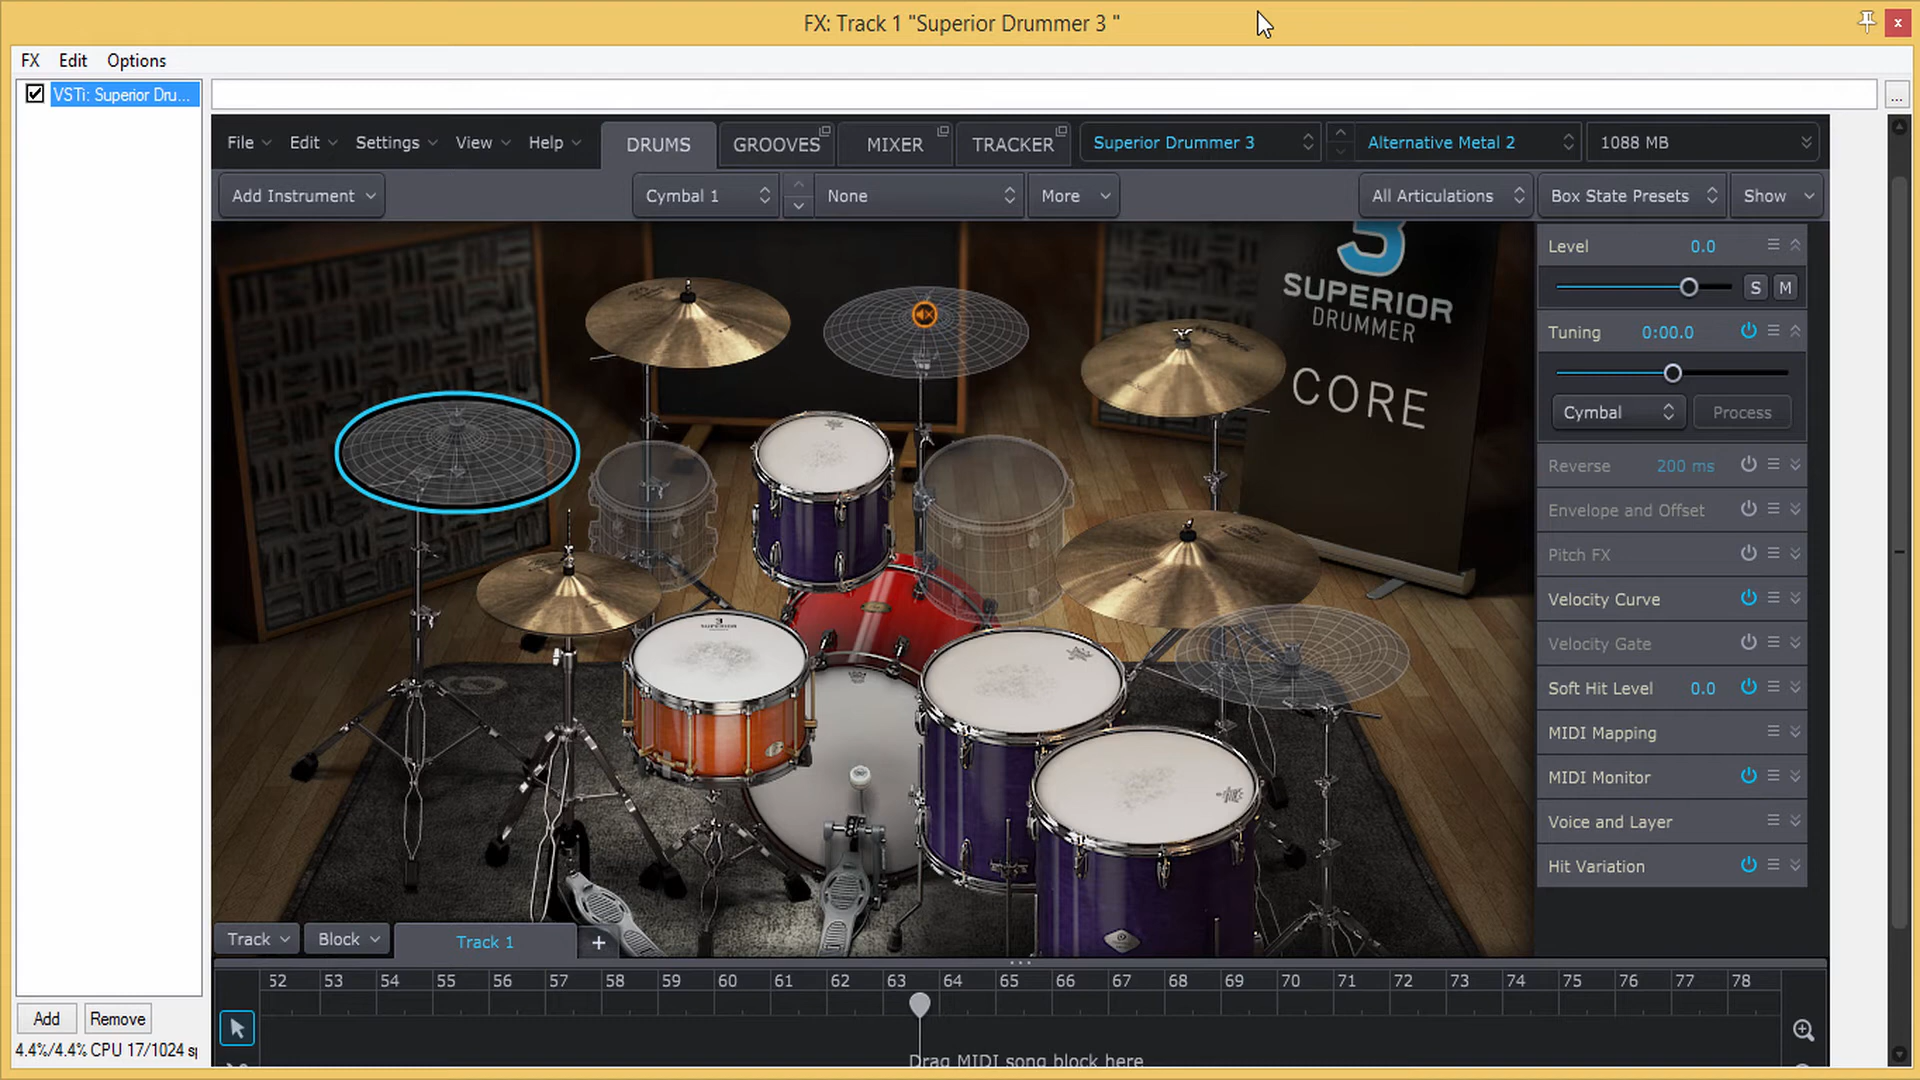 FX: Track 1 "Superior Drummer 3 "
x
FX Edit Options
VSTi: Superior Dru...
...
File Edit Settings View Help DRUMS GROOVES MIXER TRACKER Superior Drummer 3 Alternative Metal 2 1088 MB
Add Instrument Cymbal 1 None More All Articulations Box State Presets Show
3
SUPERIOR
DRUMMER
CORE
Level 0.0
S M
Tuning 0:00.0
Cymbal Process
Reverse 200 ms
Envelope and Offset
Pitch FX
Velocity Curve
Velocity Gate
Soft Hit Level 0.0
MIDI Mapping
MIDI Monitor
Voice and Layer
Hit Variation
3
SUPERIOR
Track Block Track 1 +
52 53 54 55 56 57 58 59 60 61 62 63 64 65 66 67 68 69 70 71 72 73 74 75 76 77 78
Drag MIDI song block here
Add Remove
4.4%/4.4% CPU 17/1024 s